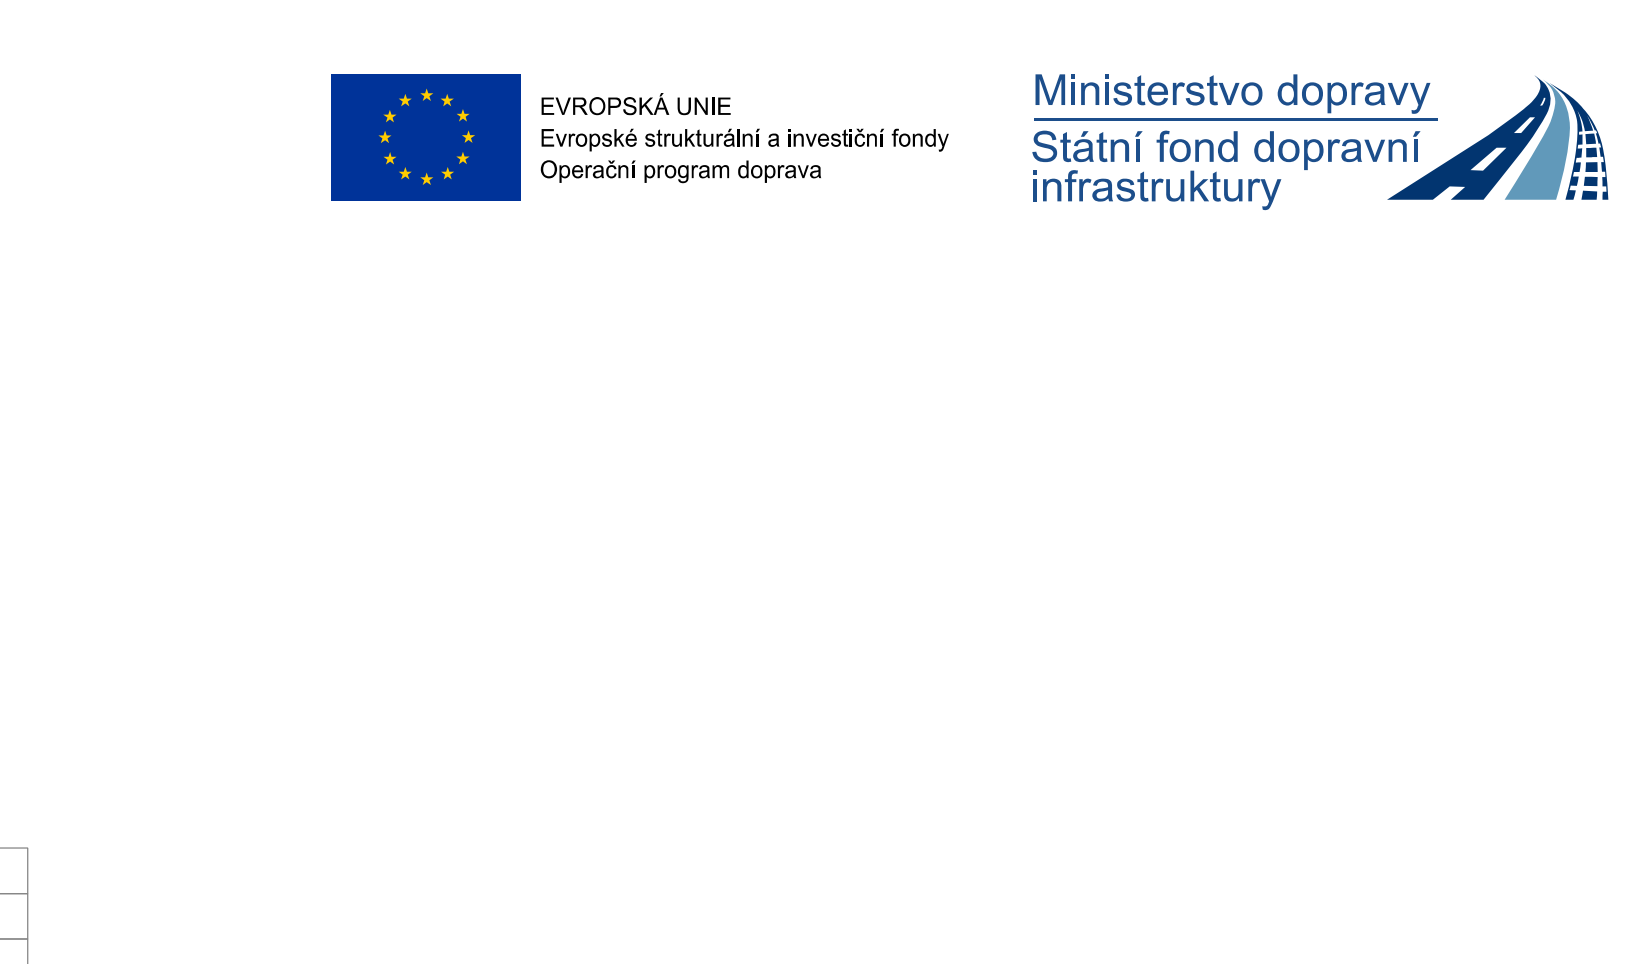 EVROPSKÁ UNIE
Evropské strukturální a investiční fondy
Operační program doprava
Ministerstvo dopravy
Státní fond dopravní
infrastruktury